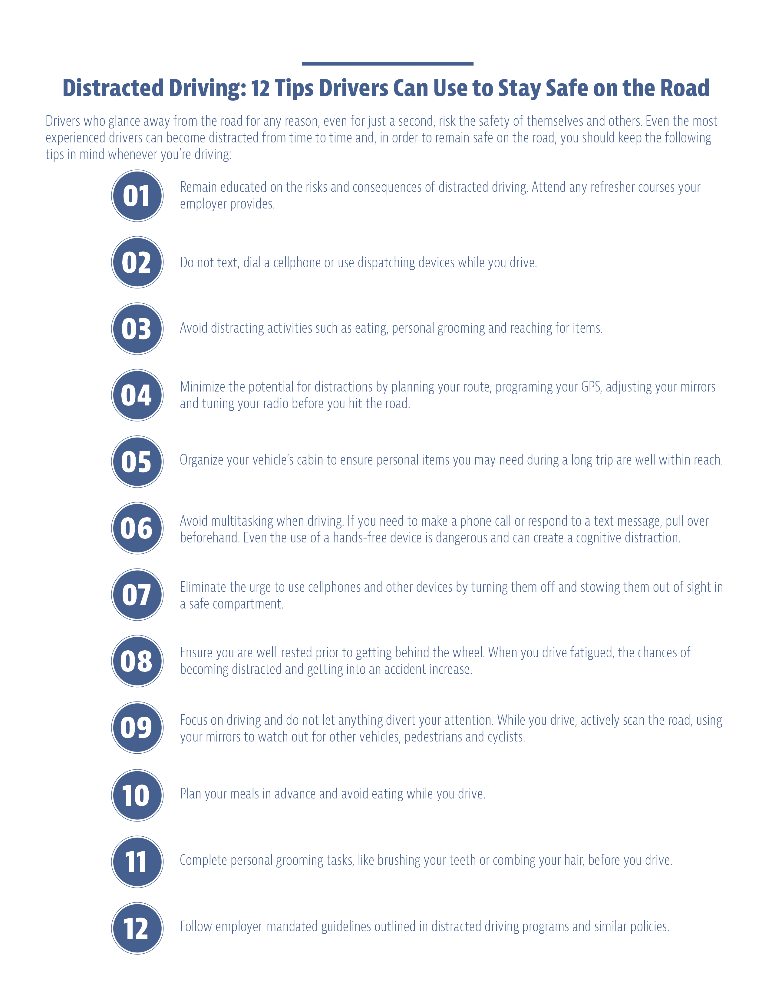 Distracted Driving: 12 Tips Drivers Can Use to Stay Safe on the Road
Drivers who glance away from the road for any reason, even for just a second, risk the safety of themselves and others. Even the most
experienced drivers can become distracted from time to time and, in order to remain safe on the road, you should keep the following
tips in mind whenever you’re driving:
01
Remain educated on the risks and consequences of distracted driving. Attend any refresher courses your
employer provides.
02
Do not text, dial a cellphone or use dispatching devices while you drive.
03
Avoid distracting activities such as eating, personal grooming and reaching for items.
04
Minimize the potential for distractions by planning your route, programing your GPS, adjusting your mirrors
and tuning your radio before you hit the road.
05
Organize your vehicle’s cabin to ensure personal items you may need during a long trip are well within reach.
06
Avoid multitasking when driving. If you need to make a phone call or respond to a text message, pull over
beforehand. Even the use of a hands-free device is dangerous and can create a cognitive distraction.
07
Eliminate the urge to use cellphones and other devices by turning them off and stowing them out of sight in
a safe compartment.
08
Ensure you are well-rested prior to getting behind the wheel. When you drive fatigued, the chances of
becoming distracted and getting into an accident increase.
09
Focus on driving and do not let anything divert your attention. While you drive, actively scan the road, using
your mirrors to watch out for other vehicles, pedestrians and cyclists.
10
Plan your meals in advance and avoid eating while you drive.
11
Complete personal grooming tasks, like brushing your teeth or combing your hair, before you drive.
12
Follow employer-mandated guidelines outlined in distracted driving programs and similar policies.